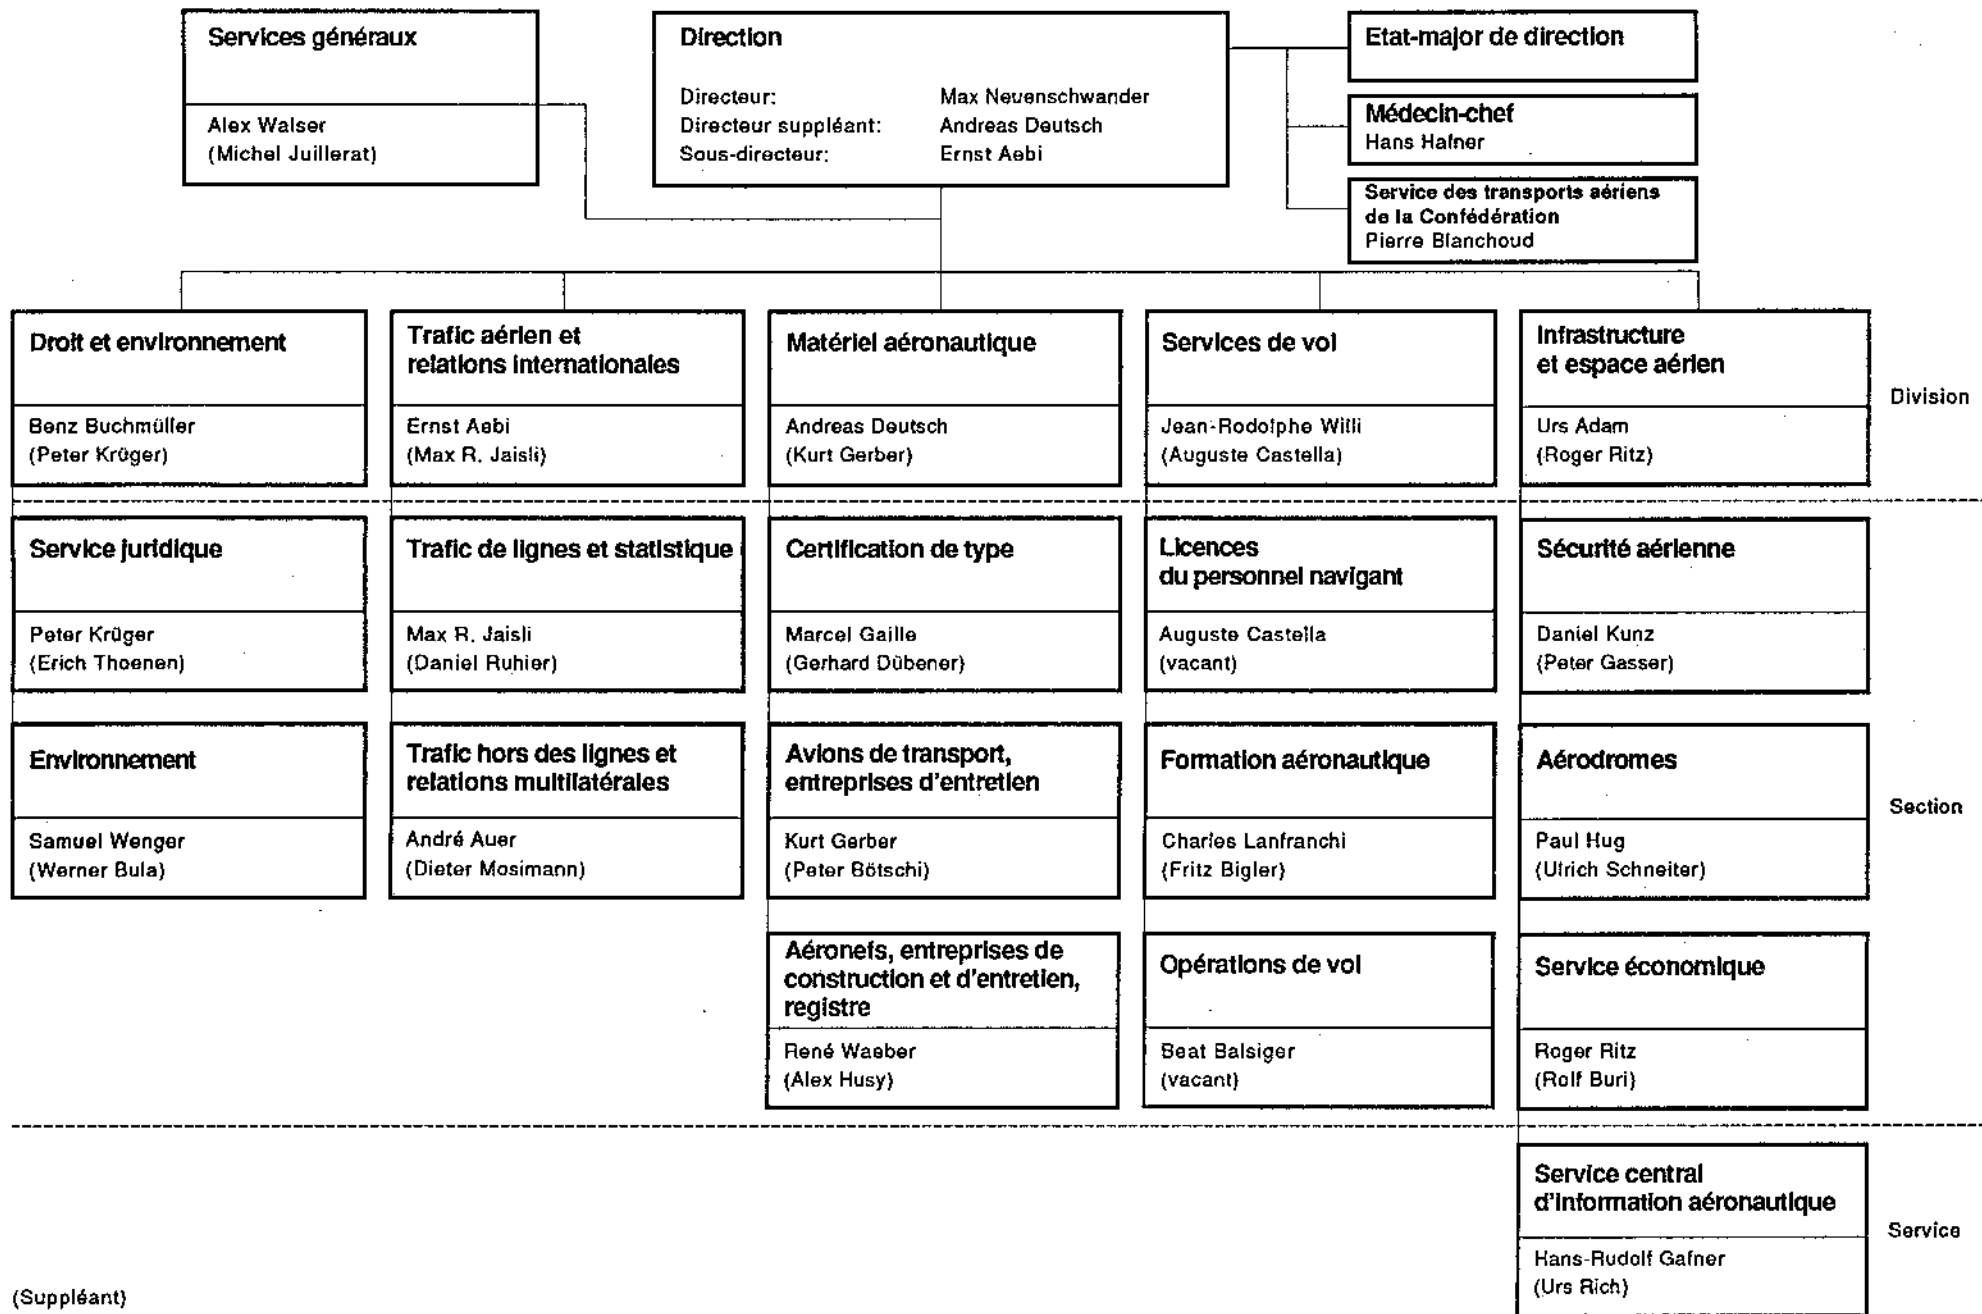 Services généraux
Alex Walser
(Michel Juillerat)
Direction
Directeur: Max Neuenschwander
Directeur suppléant: Andreas Deutsch
Sous-directeur: Ernst Aebi
Etat-major de direction
Médecin-chef
Hans Hafner
Service des transports aériens
de la Confédération
Pierre Blanchoud
Droit et environnement
Benz Buchmüller
(Peter Krüger)
Trafic aérien et
relations internationales
Ernst Aebi
(Max R. Jaisli)
Matériel aéronautique
Andreas Deutsch
(Kurt Gerber)
Services de vol
Jean-Rodolphe Willi
(Auguste Castella)
Infrastructure
et espace aérien
Urs Adam
(Roger Ritz)
Division
Service juridique
Peter Krüger
(Erich Thoenen)
Trafic de lignes et statistique
Max R. Jaisli
(Daniel Ruhier)
Certification de type
Marcel Gaille
(Gerhard Dübener)
Licences
du personnel navigant
Auguste Castella
(vacant)
Sécurité aérienne
Daniel Kunz
(Peter Gasser)
Environnement
Samuel Wenger
(Werner Bula)
Trafic hors des lignes et
relations multilatérales
André Auer
(Dieter Mosimann)
Avions de transport,
entreprises d'entretien
Kurt Gerber
(Peter Bötschi)
Formation aéronautique
Charles Lanfranchi
(Fritz Bigler)
Aérodromes
Paul Hug
(Ulrich Schneiter)
Section
Aéronefs, entreprises de
construction et d'entretien,
registre
René Waeber
(Alex Husy)
Opérations de vol
Beat Balsiger
(vacant)
Service économique
Roger Ritz
(Rolf Buri)
Service central
d'information aéronautique
Hans-Rudolf Gafner
(Urs Rich)
Service
(Suppléant)